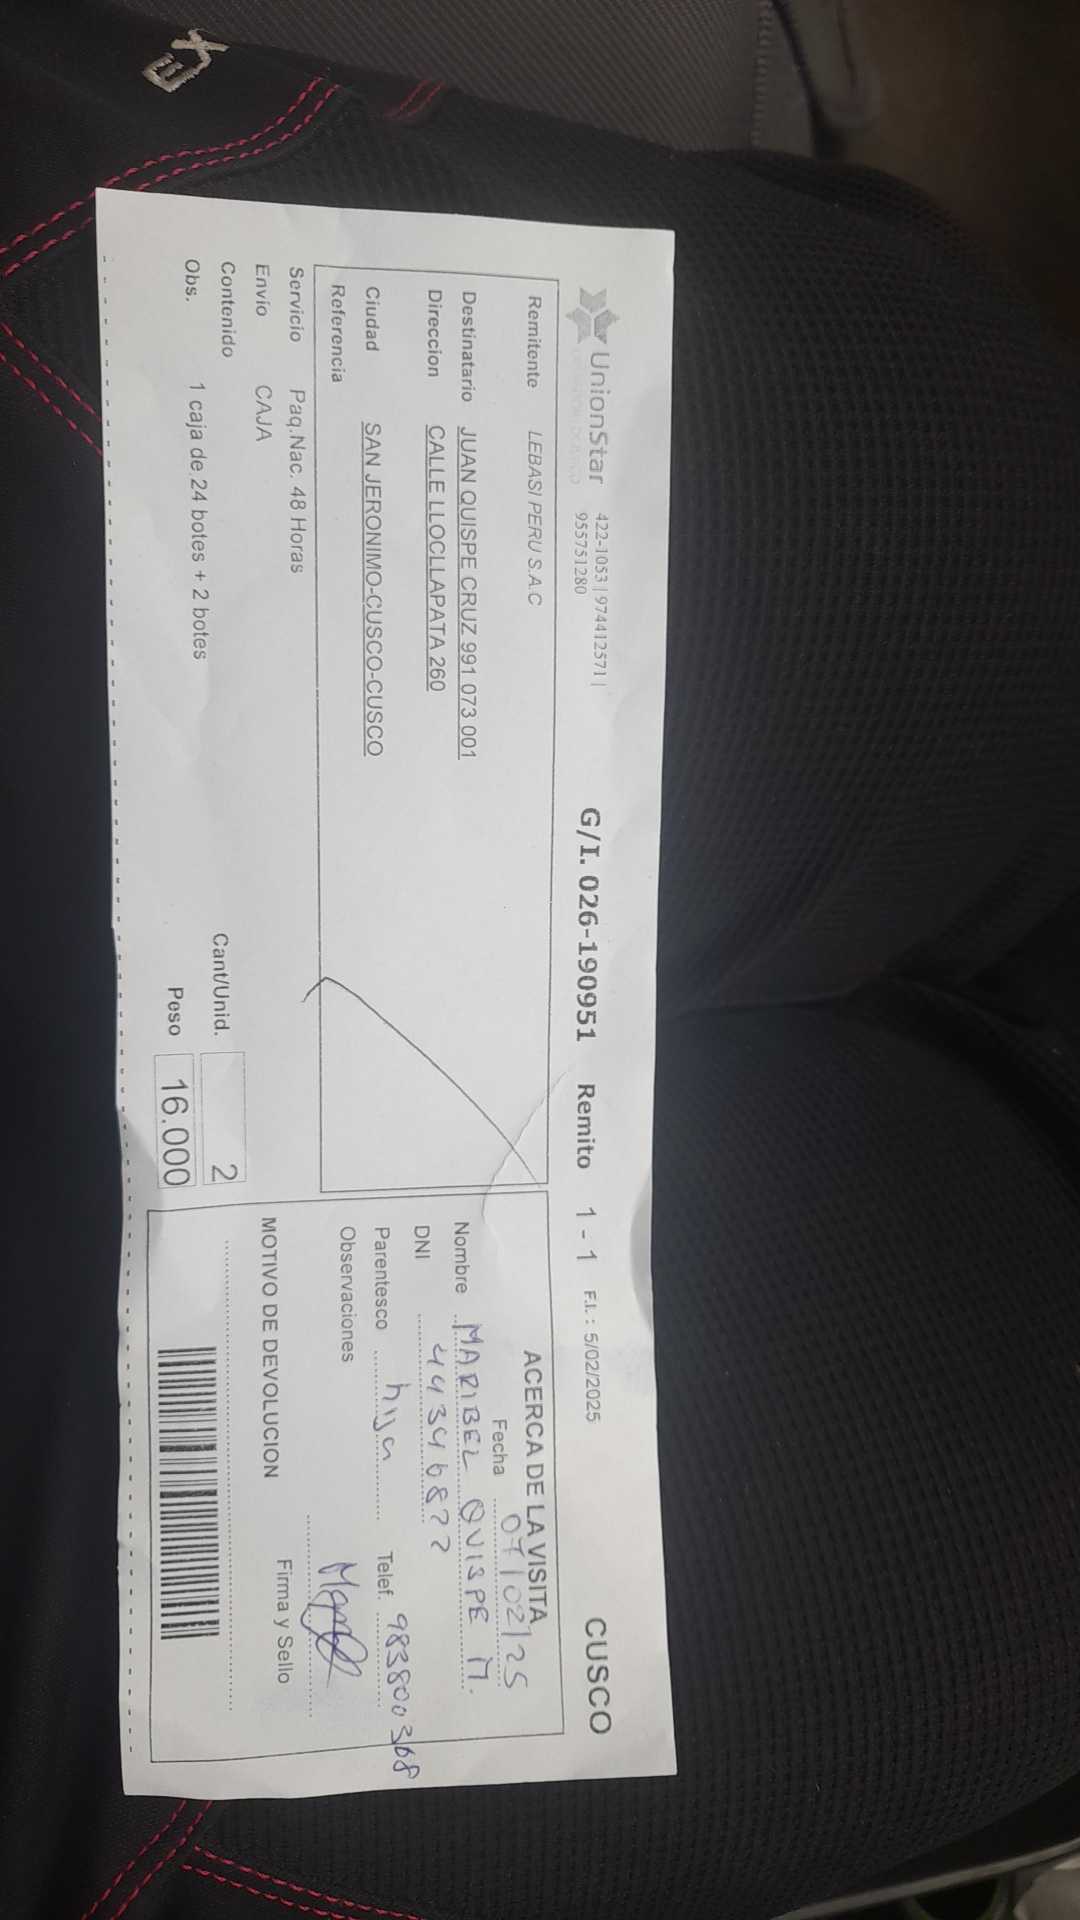 UnionStar 422-1053 | 974412571 |
955751280
G/I. 026-190951 Remito 1 - 1 F.I. : 5/02/2025 CUSCO
Remitente LEBASI PERU S.A.C
Destinatario JUAN QUISPE CRUZ 991 073 001
Direccion CALLE LLOCLLAPATA 260
Ciudad SAN JERONIMO-CUSCO-CUSCO
Referencia
Servicio Paq.Nac. 48 Horas
Envio CAJA
Contenido
Obs. 1 caja de 24 botes + 2 botes
Cant/Unid. 2
Peso 16.000
ACERCA DE LA VISITA
Fecha 07/02/25
Nombre MARIBEL QUISPE M.
DNI 44346822
Parentesco hija Telef. 983800368
Observaciones
Firma y Sello
MOTIVO DE DEVOLUCION
EX